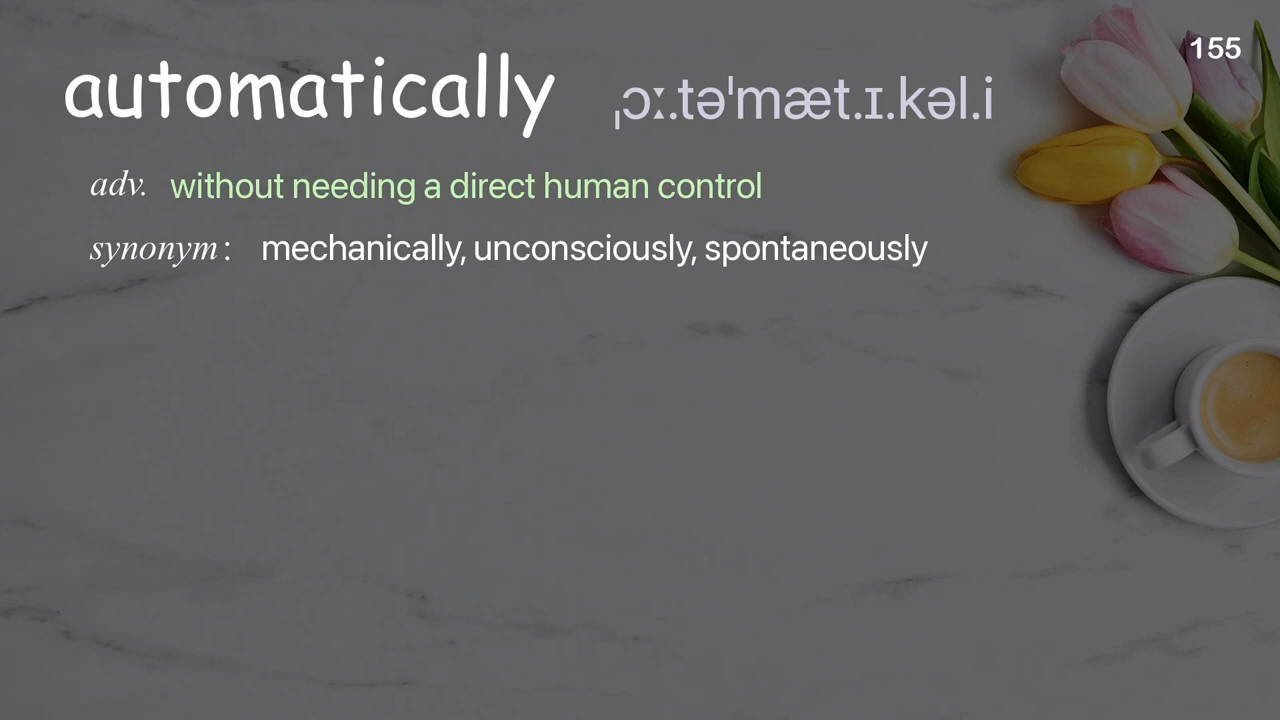 155
automatically ˌɔː.təˈmæt.ɪ.kəl.i
adv. without needing a direct human control
synonym : mechanically, unconsciously, spontaneously